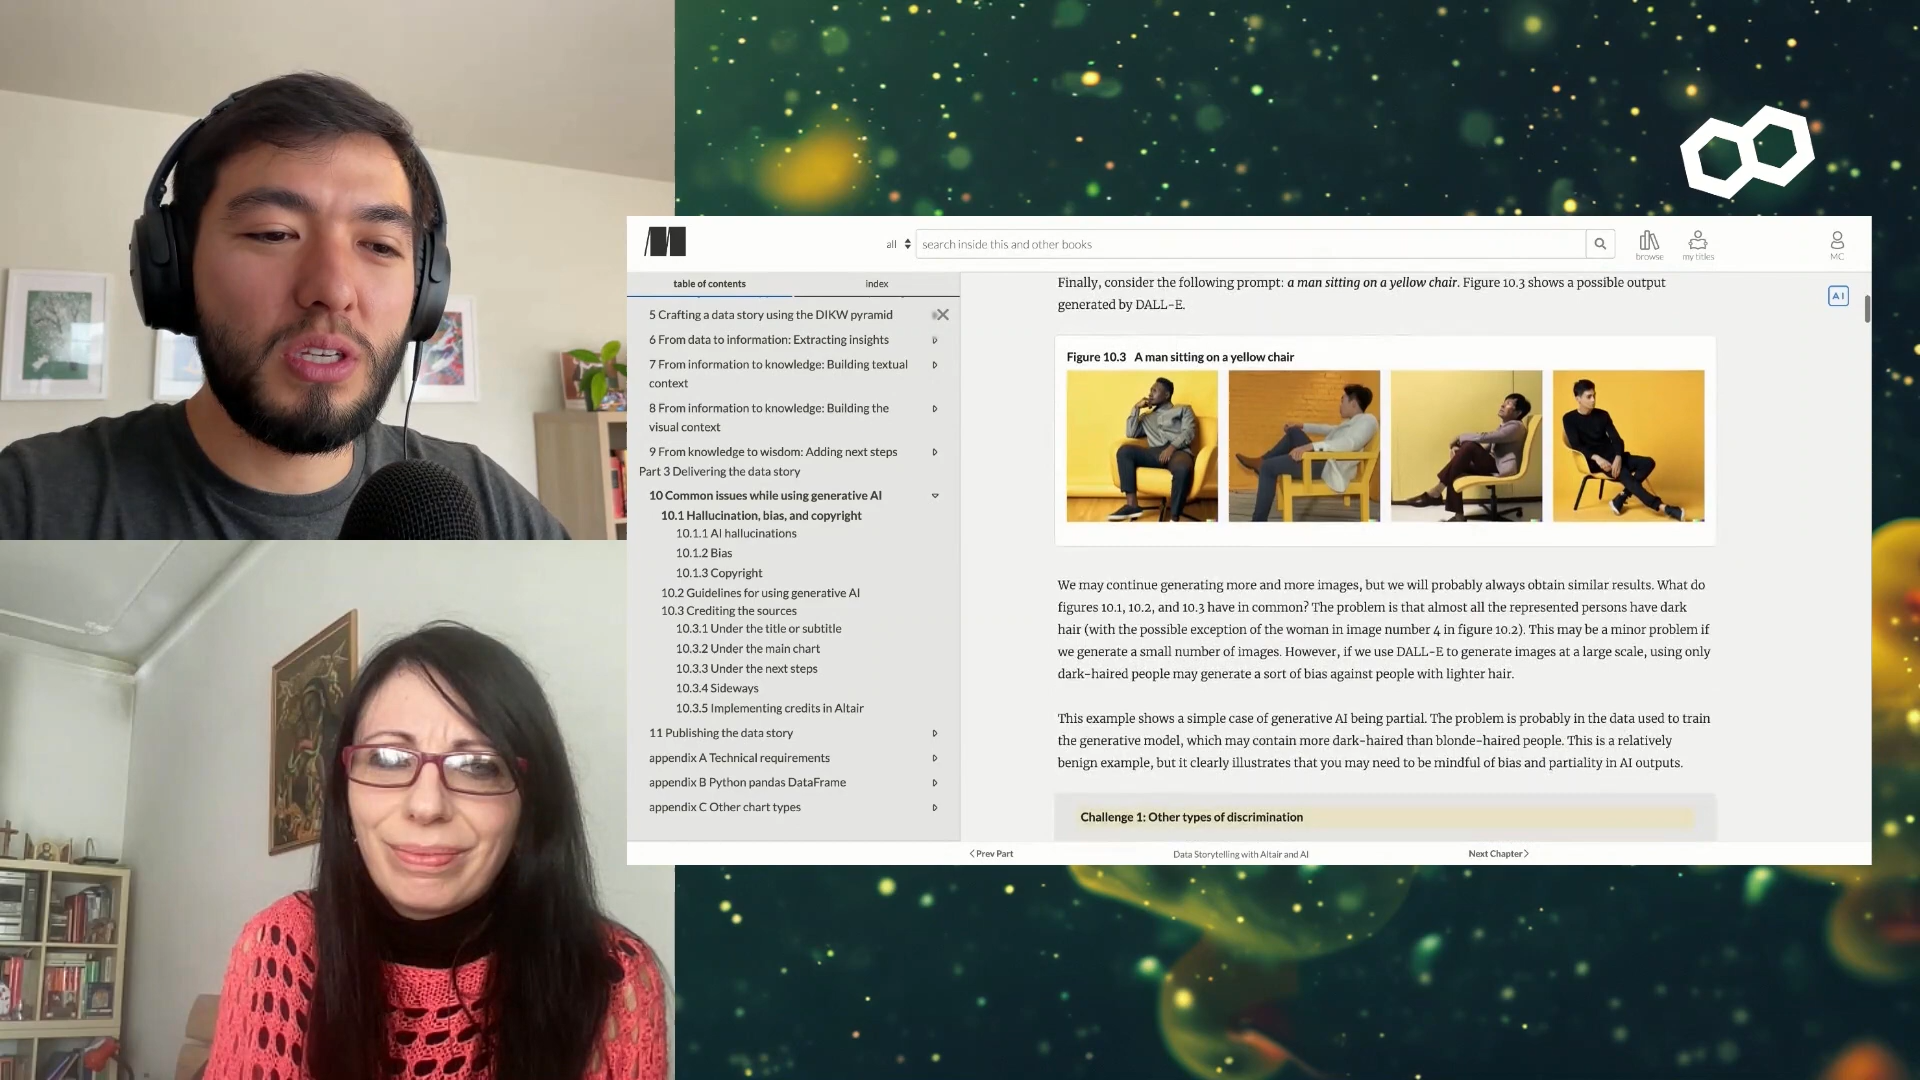 all
search inside this and other books
browse
my titles
MC
table of contents
index
5 Crafting a data story using the DIKW pyramid
6 From data to information: Extracting insights
7 From information to knowledge: Building textual
context
8 From information to knowledge: Building the
visual context
9 From knowledge to wisdom: Adding next steps
Part 3 Delivering the data story
10 Common issues while using generative AI
10.1 Hallucination, bias, and copyright
10.1.1 AI hallucinations
10.1.2 Bias
10.1.3 Copyright
10.2 Guidelines for using generative AI
10.3 Crediting the sources
10.3.1 Under the title or subtitle
10.3.2 Under the main chart
10.3.3 Under the next steps
10.3.4 Sideways
10.3.5 Implementing credits in Altair
11 Publishing the data story
appendix A Technical requirements
appendix B Python pandas DataFrame
appendix C Other chart types
Finally, consider the following prompt: a man sitting on a yellow chair. Figure 10.3 shows a possible output
generated by DALL-E.
AI
Figure 10.3 A man sitting on a yellow chair
We may continue generating more and more images, but we will probably always obtain similar results. What do
figures 10.1, 10.2, and 10.3 have in common? The problem is that almost all the represented persons have dark
hair (with the possible exception of the woman in image number 4 in figure 10.2). This may be a minor problem if
we generate a small number of images. However, if we use DALL-E to generate images at a large scale, using only
dark-haired people may generate a sort of bias against people with lighter hair.
This example shows a simple case of generative AI being partial. The problem is probably in the data used to train
the generative model, which may contain more dark-haired than blonde-haired people. This is a relatively
benign example, but it clearly illustrates that you may need to be mindful of bias and partiality in AI outputs.
Challenge 1: Other types of discrimination
Prev Part
Data Storytelling with Altair and AI
Next Chapter